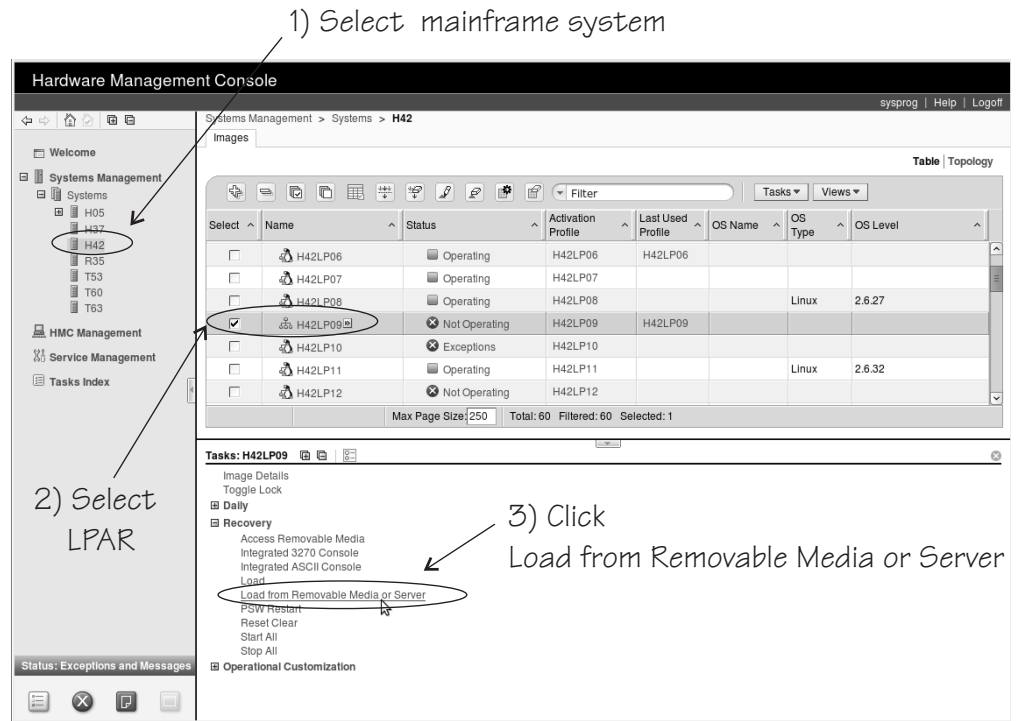 1) Select mainframe system
Hardware Management Console
sysprog | Help | Logoff
Systems Management > Systems > H42
Images
Table | Topology
Welcome
Systems Management
Systems
H05
H37
H42
R35
T53
T60
T63
HMC Management
Service Management
Tasks Index
Filter
Tasks
Views
Select Name Status Activation Profile Last Used Profile OS Name OS Type OS Level
H42LP06 Operating H42LP06 H42LP06
H42LP07 Operating H42LP07
H42LP08 Operating H42LP08 Linux 2.6.27
H42LP09 Not Operating H42LP09 H42LP09
H42LP10 Exceptions H42LP10
H42LP11 Operating H42LP11 Linux 2.6.32
H42LP12 Not Operating H42LP12
Max Page Size: 250 Total: 60 Filtered: 60 Selected: 1
2) Select
LPAR
Tasks: H42LP09
Image Details
Toggle Lock
Daily
Recovery
Access Removable Media
Integrated 3270 Console
Integrated ASCII Console
Load
Load from Removable Media or Server
PSW Restart
Reset Clear
Start All
Stop All
Operational Customization
3) Click
Load from Removable Media or Server
Status: Exceptions and Messages